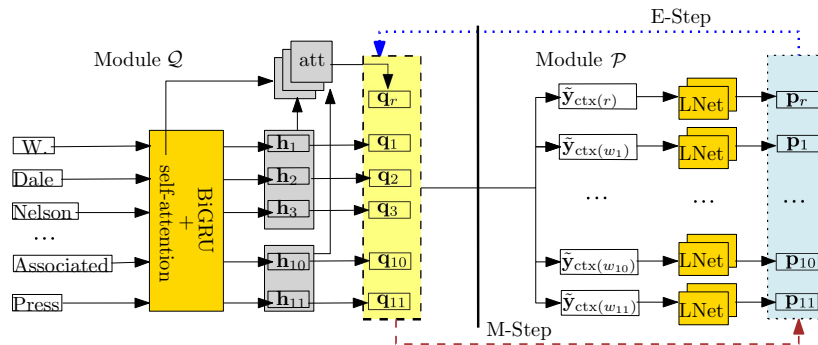 E-Step
Module 𝒬
att
Module 𝒫
q_r
ỹ_ctx(r)
LNet
p_r
W.
h_1
q_1
ỹ_ctx(w_1)
LNet
p_1
Dale
h_2
q_2
Nelson
h_3
q_3
...
...
...
...
self-attention
+
BiGRU
Associated
h_10
q_10
ỹ_ctx(w_10)
LNet
p_10
Press
h_11
q_11
ỹ_ctx(w_11)
LNet
p_11
M-Step